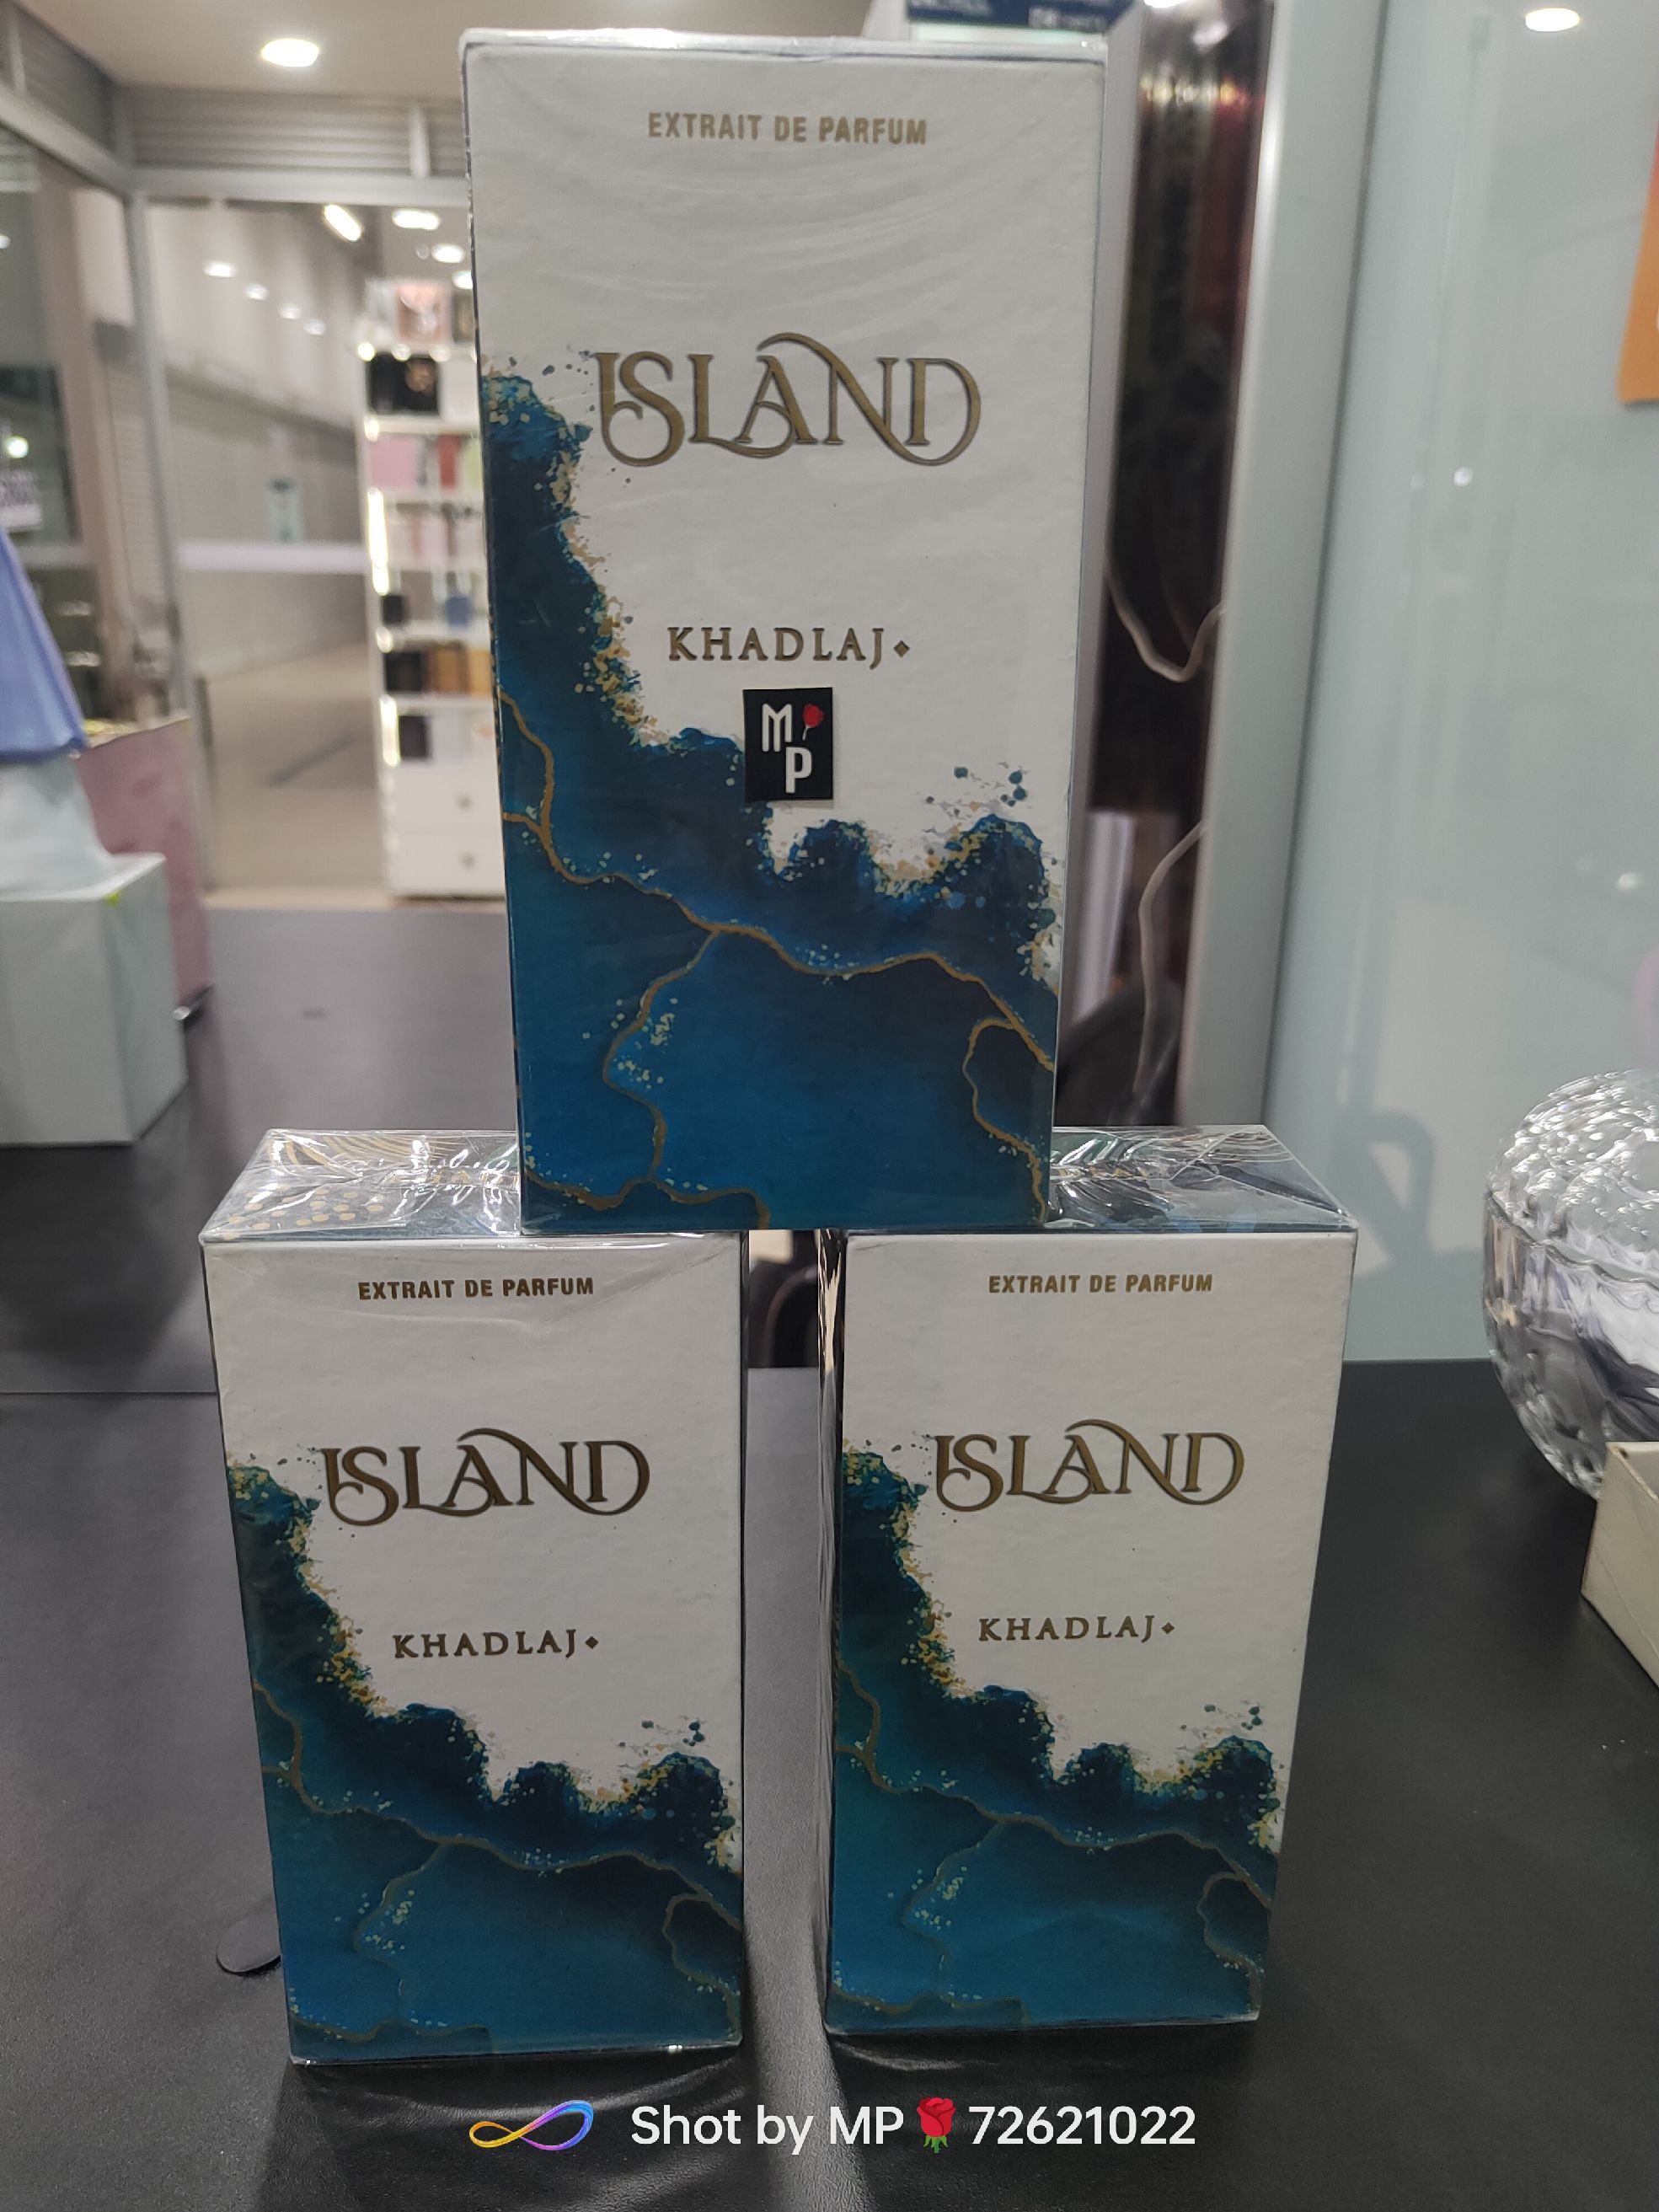 EXTRAIT DE PARFUM
ISLAND
KHADLAJ
M
P
EXTRAIT DE PARFUM
ISLAND
KHADLAJ
EXTRAIT DE PARFUM
ISLAND
KHADLAJ
Shot by MP🌹72621022